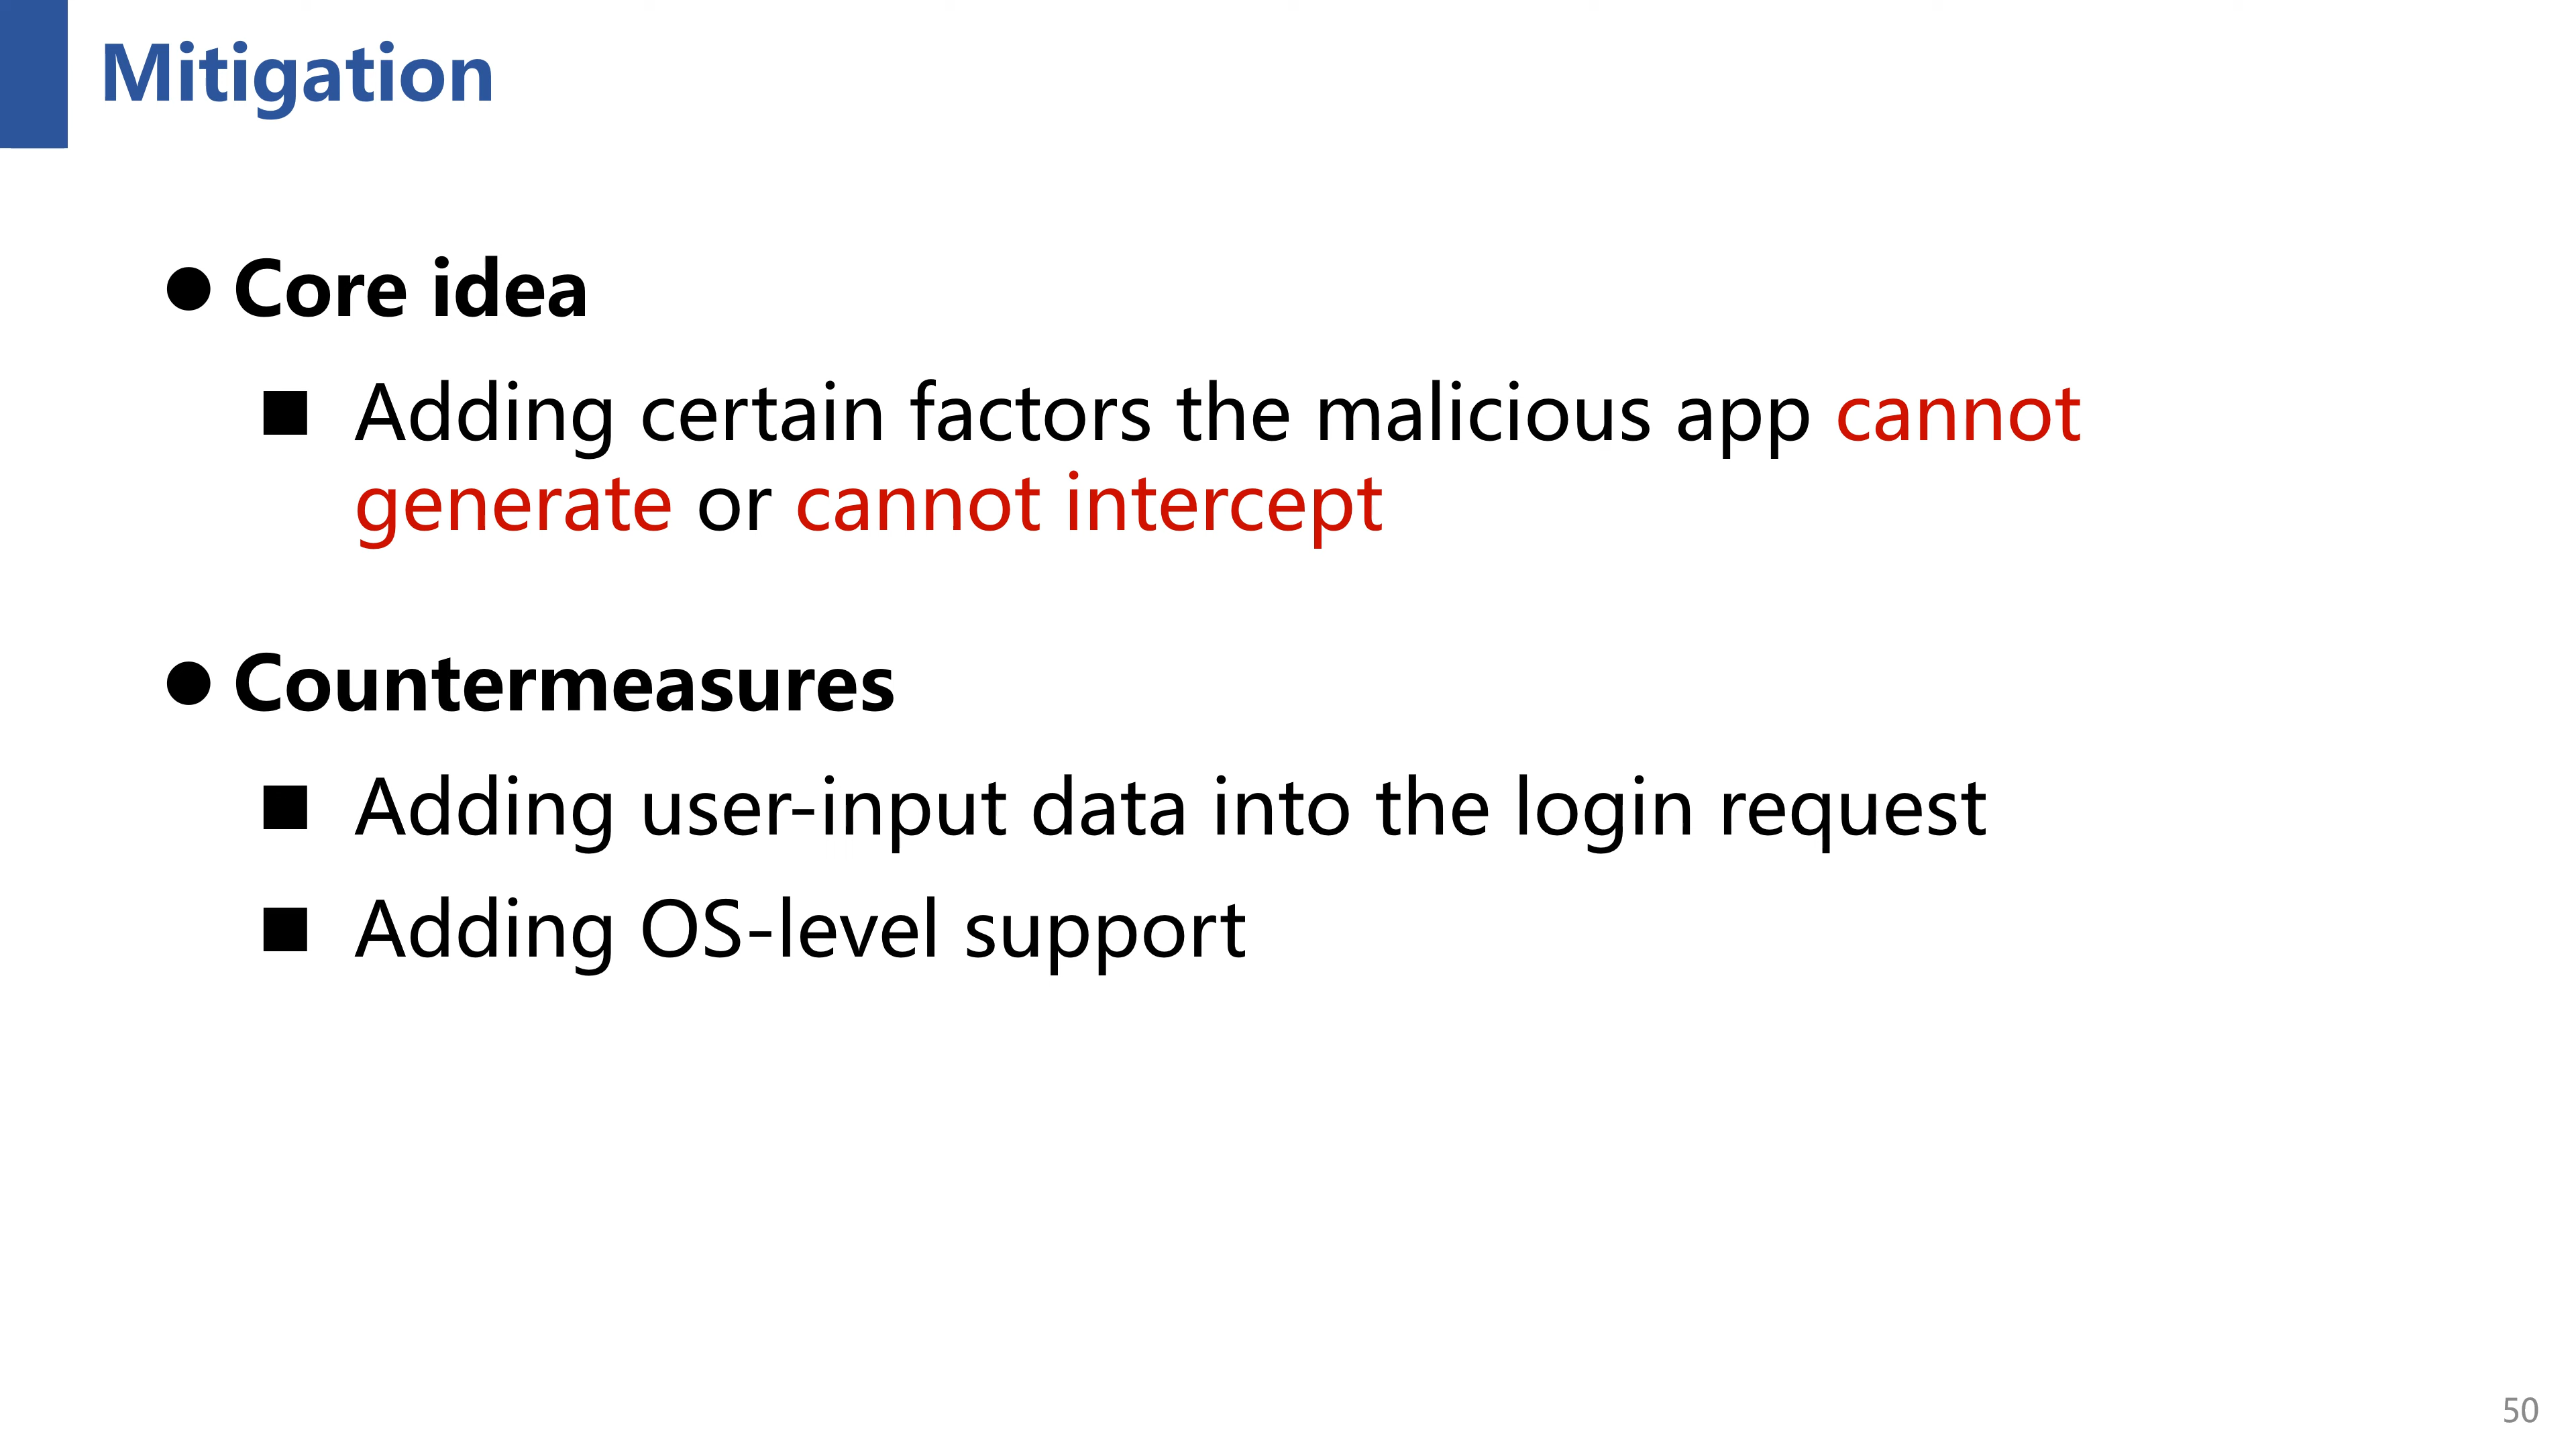 Mitigation
● Core idea
■ Adding certain factors the malicious app cannot
generate or cannot intercept
● Countermeasures
■ Adding user-input data into the login request
■ Adding OS-level support
50